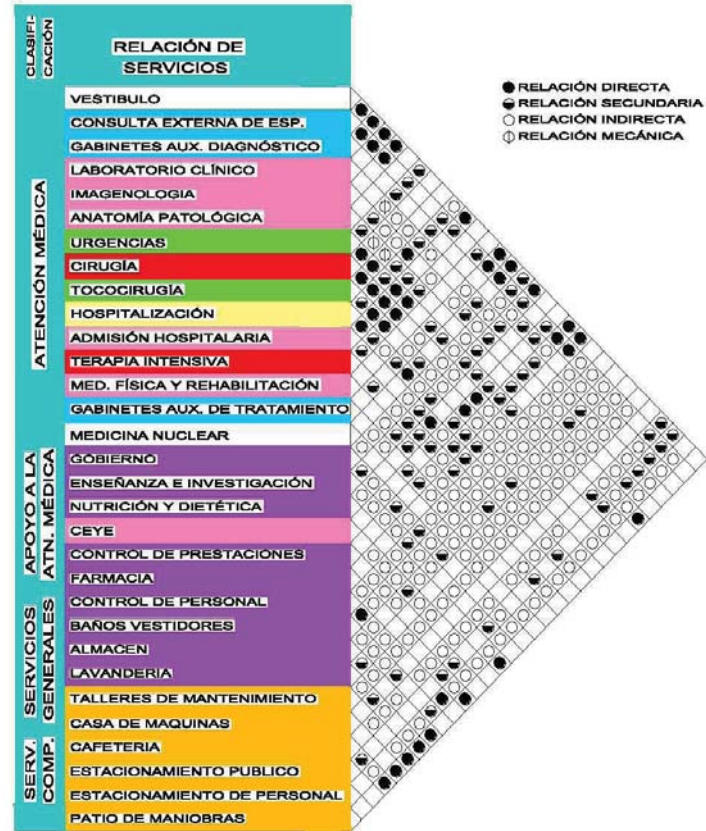 CLASIFI-
CACIÓN
RELACIÓN DE
SERVICIOS
RELACIÓN DIRECTA
RELACIÓN SECUNDARIA
RELACIÓN INDIRECTA
RELACIÓN MECÁNICA
ATENCIÓN MÉDICA
VESTIBULO
CONSULTA EXTERNA DE ESP.
GABINETES AUX. DIAGNÓSTICO
LABORATORIO CLÍNICO
IMAGENOLOGIA
ANATOMÍA PATOLÓGICA
URGENCIAS
CIRUGÍA
TOCOCIRUGÍA
HOSPITALIZACIÓN
ADMISIÓN HOSPITALARIA
TERAPIA INTENSIVA
MED. FÍSICA Y REHABILITACIÓN
GABINETES AUX. DE TRATAMIENTO
MEDICINA NUCLEAR
APOYO A LA
ATN. MÉDICA
GOBIERNO
ENSEÑANZA E INVESTIGACIÓN
NUTRICIÓN Y DIETÉTICA
CEYE
CONTROL DE PRESTACIONES
FARMACIA
SERVICIOS
GENERALES
CONTROL DE PERSONAL
BAÑOS VESTIDORES
ALMACEN
LAVANDERIA
TALLERES DE MANTENIMIENTO
CASA DE MAQUINAS
SERV.
COMP.
CAFETERIA
ESTACIONAMIENTO PUBLICO
ESTACIONAMIENTO DE PERSONAL
PATIO DE MANIOBRAS